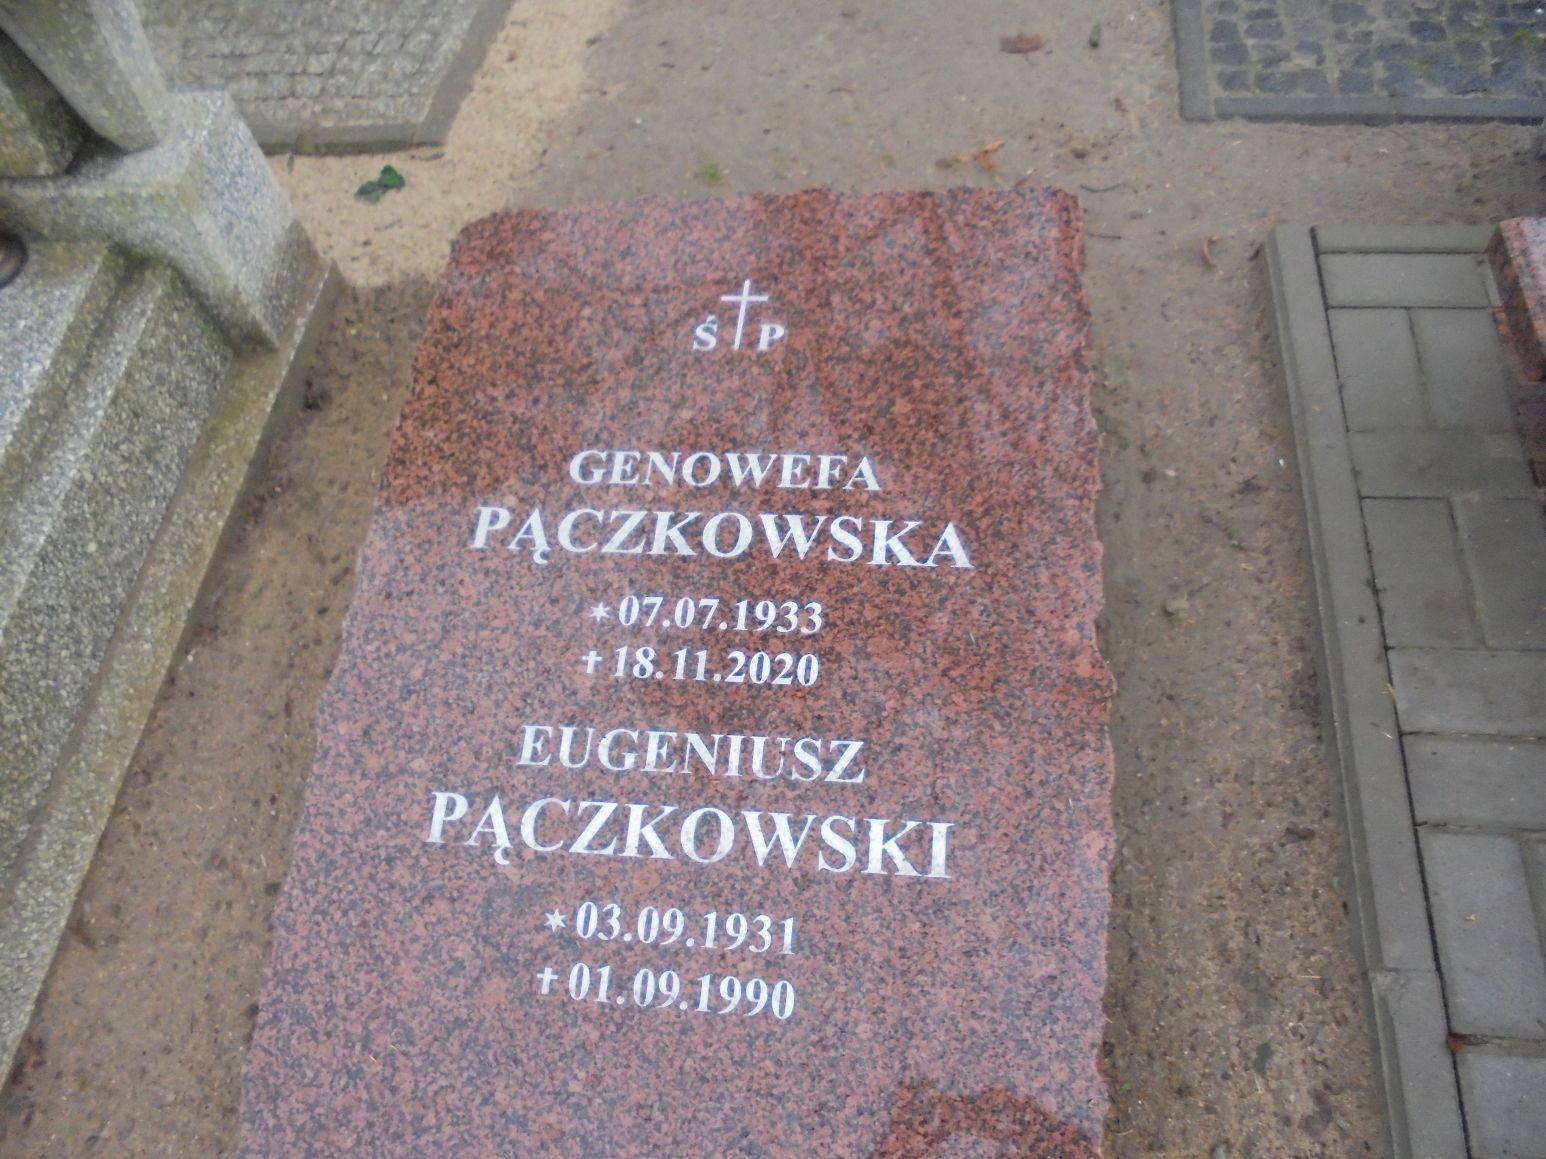 Ś P
GENOWEFA
PĄCZKOWSKA
*07.07.1933
†18.11.2020
EUGENIUSZ
PĄCZKOWSKI
*03.09.1931
†01.09.1990